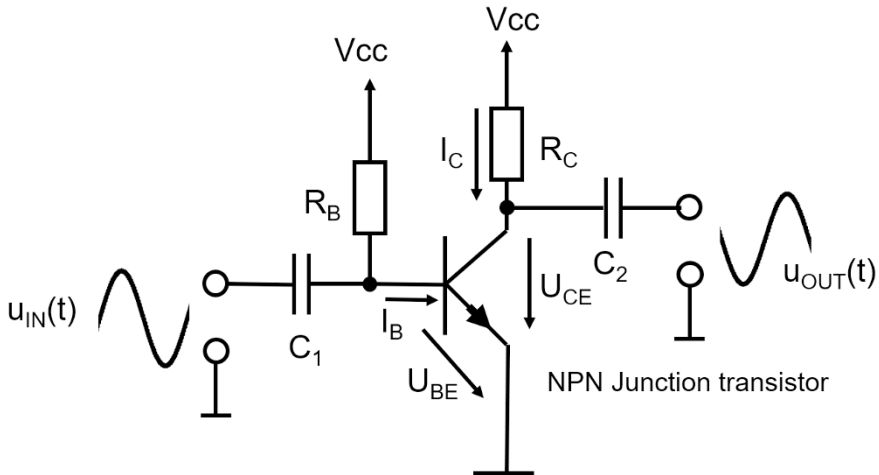 Vcc
Vcc
I_C
R_C
R_B
u_IN(t)
C_1
I_B
U_BE
U_CE
C_2
u_OUT(t)
NPN Junction transistor